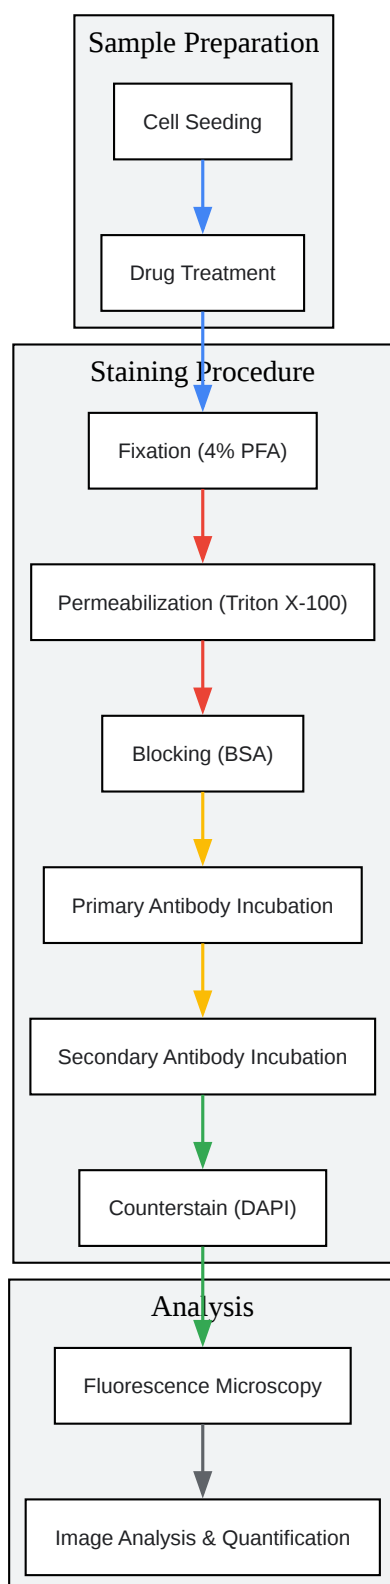 Sample Preparation
Cell Seeding
Drug Treatment
Staining Procedure
Fixation (4% PFA)
Permeabilization (Triton X-100)
Blocking (BSA)
Primary Antibody Incubation
Secondary Antibody Incubation
Counterstain (DAPI)
Analysis
Fluorescence Microscopy
Image Analysis & Quantification